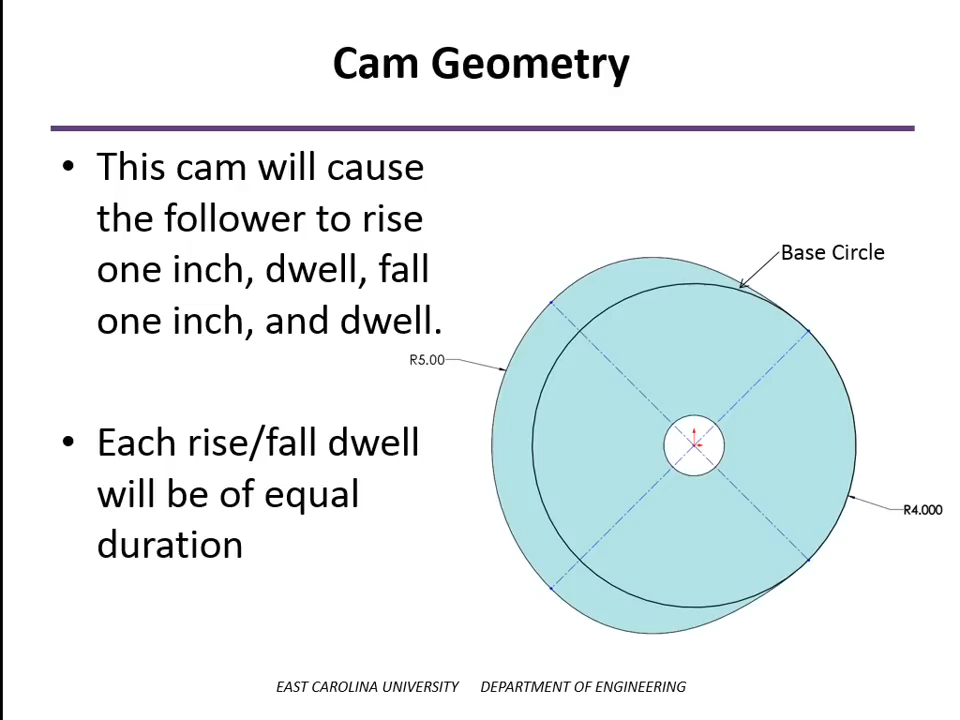 Cam Geometry
• This cam will cause
the follower to rise
one inch, dwell, fall
one inch, and dwell.
• Each rise/fall dwell
will be of equal
duration
Base Circle
R5.00
R4.000
EAST CAROLINA UNIVERSITY DEPARTMENT OF ENGINEERING